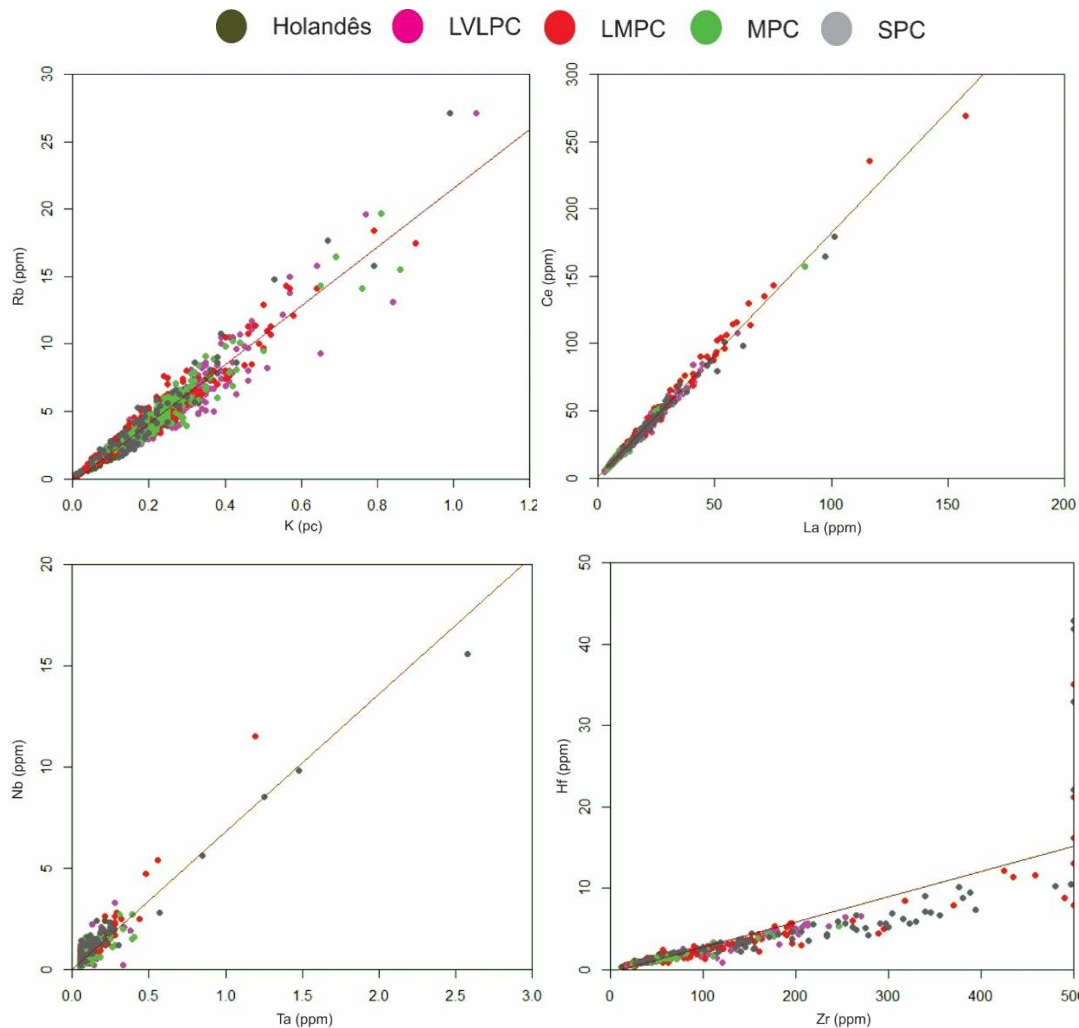 Holandês LVLPC LMPC MPC SPC
30
25
20
15
10
5
0
Rb (ppm)
0.0 0.2 0.4 0.6 0.8 1.0 1.2
K (pc)
300
250
200
150
100
50
0
Ce (ppm)
0 50 100 150 200
La (ppm)
20
15
10
5
0
Nb (ppm)
0.0 0.5 1.0 1.5 2.0 2.5 3.0
Ta (ppm)
50
40
30
20
10
0
Hf (ppm)
0 100 200 300 400 500
Zr (ppm)